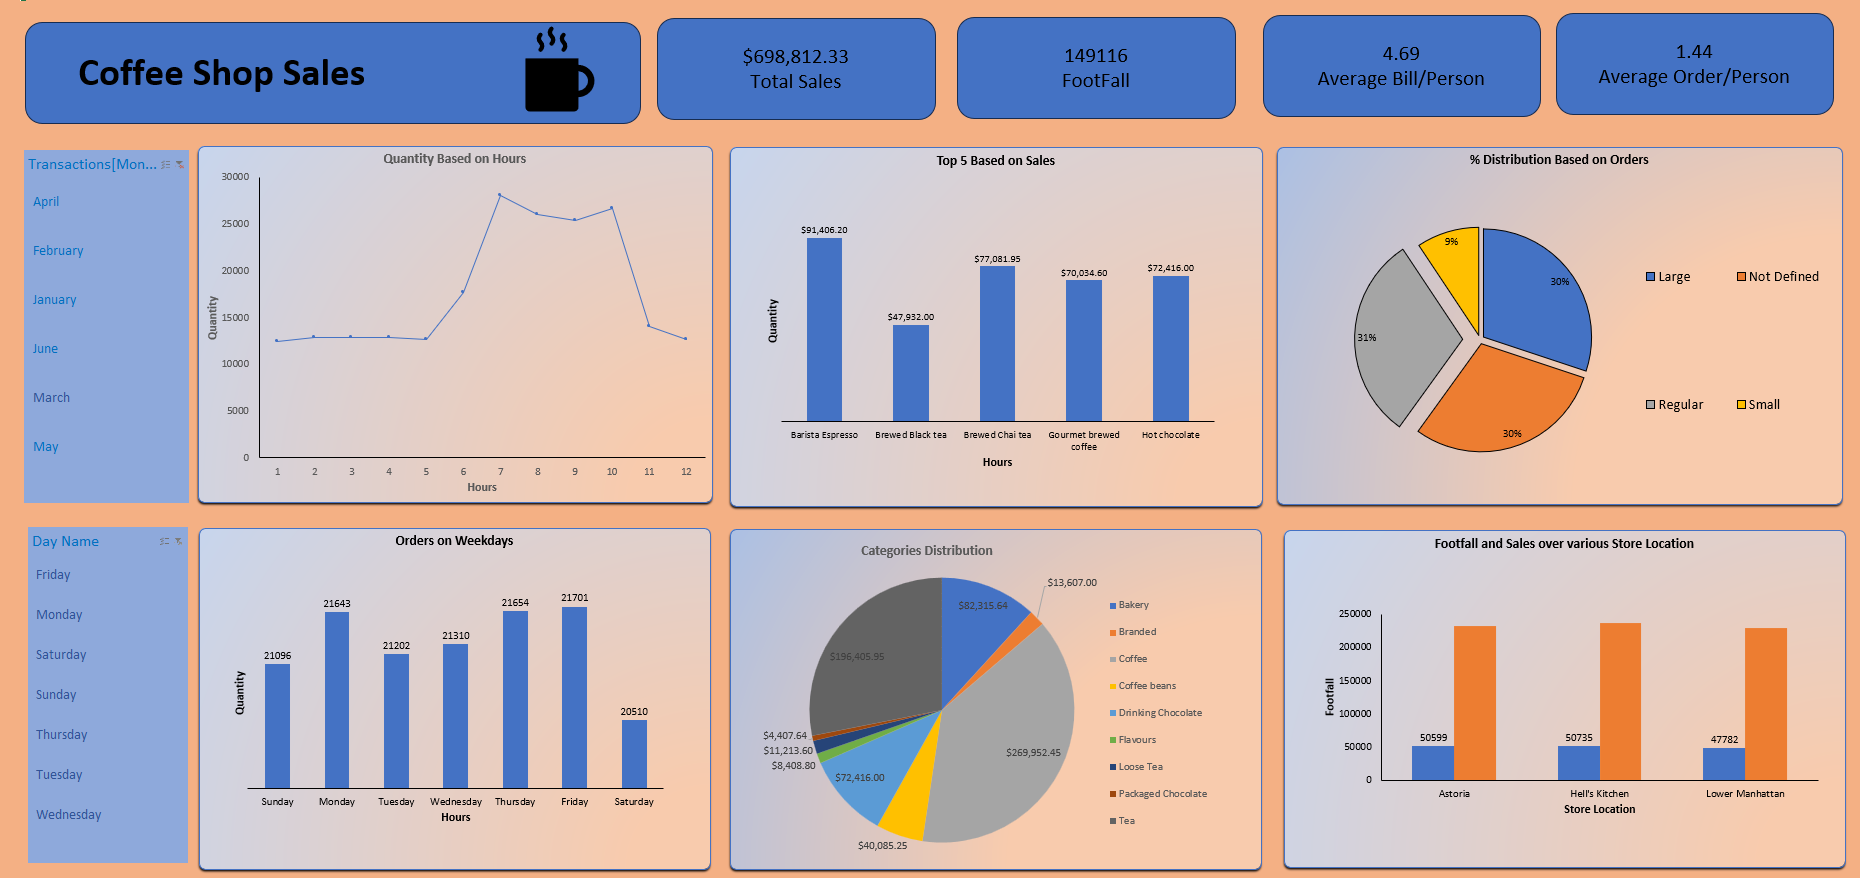 Coffee Shop Sales
$698,812.33
Total Sales
149116
FootFall
4.69
Average Bill/Person
1.44
Average Order/Person
Transactions[Mon...
April
February
January
June
March
May
Quantity Based on Hours
30000
25000
20000
15000
10000
5000
0
Quantity
1 2 3 4 5 6 7 8 9 10 11 12
Hours
Top 5 Based on Sales
Quantity
$91,406.20
$47,932.00
$77,081.95
$70,034.60
$72,416.00
Barista Espresso
Brewed Black tea
Brewed Chai tea
Gourmet brewed
coffee
Hot chocolate
Hours
% Distribution Based on Orders
9%
30%
31%
30%
Large
Not Defined
Regular
Small
Day Name
Friday
Monday
Saturday
Sunday
Thursday
Tuesday
Wednesday
Orders on Weekdays
Quantity
21096
21643
21202
21310
21654
21701
20510
Sunday Monday Tuesday Wednesday Thursday Friday Saturday
Hours
Categories Distribution
$13,607.00
$82,315.64
$196,405.95
$269,952.45
$4,407.64
$11,213.60
$8,408.80
$72,416.00
$40,085.25
Bakery
Branded
Coffee
Coffee beans
Drinking Chocolate
Flavours
Loose Tea
Packaged Chocolate
Tea
Footfall and Sales over various Store Location
250000
200000
150000
100000
50000
0
Footfall
50599
50735
47782
Astoria
Hell's Kitchen
Lower Manhattan
Store Location